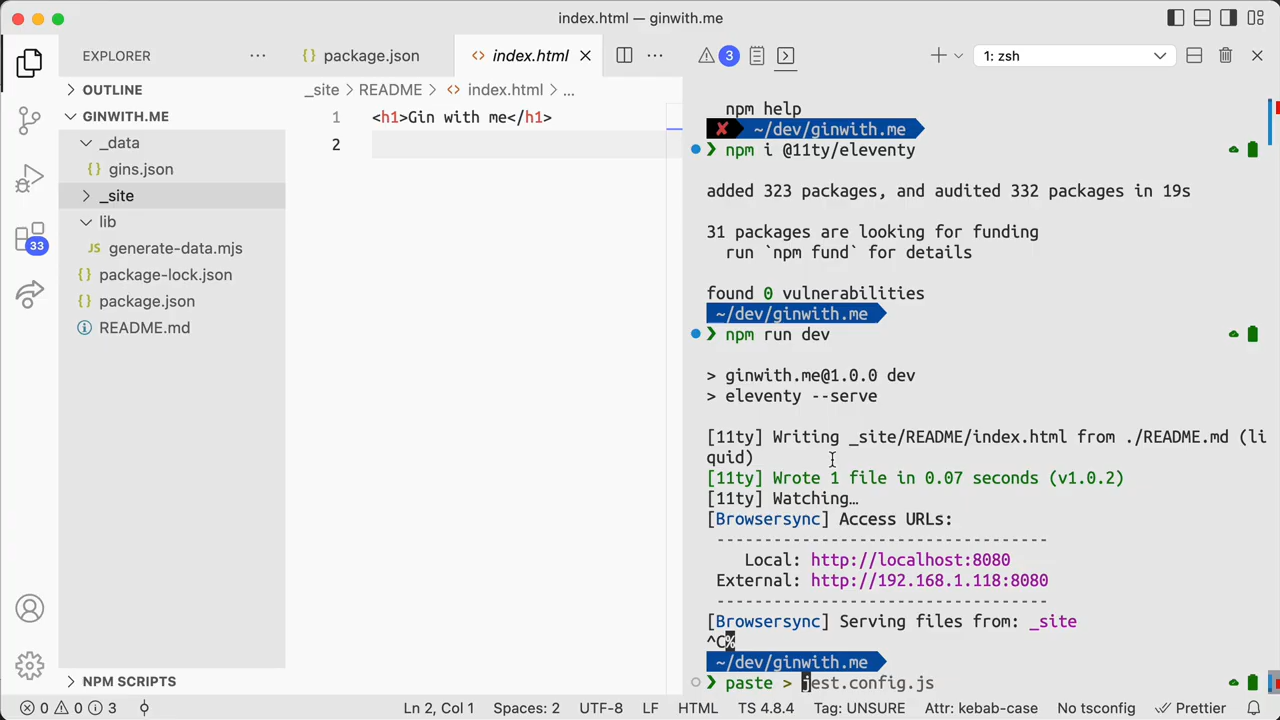 index.html — ginwith.me
EXPLORER
package.json
index.html
3
1: zsh
OUTLINE
GINWITH.ME
_data
gins.json
_site
lib
JS generate-data.mjs
package-lock.json
package.json
README.md
NPM SCRIPTS
33
_site > README > index.html > ...
1 <h1>Gin with me</h1>
2
npm help
✘ ~/dev/ginwith.me
❯ npm i @11ty/eleventy
added 323 packages, and audited 332 packages in 19s
31 packages are looking for funding
run `npm fund` for details
found 0 vulnerabilities
~/dev/ginwith.me
❯ npm run dev
> ginwith.me@1.0.0 dev
> eleventy --serve
[11ty] Writing _site/README/index.html from ./README.md (li
quid)
[11ty] Wrote 1 file in 0.07 seconds (v1.0.2)
[11ty] Watching…
[Browsersync] Access URLs:
-----------------------------------
Local: http://localhost:8080
External: http://192.168.1.118:8080
-----------------------------------
[Browsersync] Serving files from: _site
^C%
~/dev/ginwith.me
❯ paste > jest.config.js
0 0 3 Ln 2, Col 1 Spaces: 2 UTF-8 LF HTML TS 4.8.4 Tag: UNSURE Attr: kebab-case No tsconfig Prettier